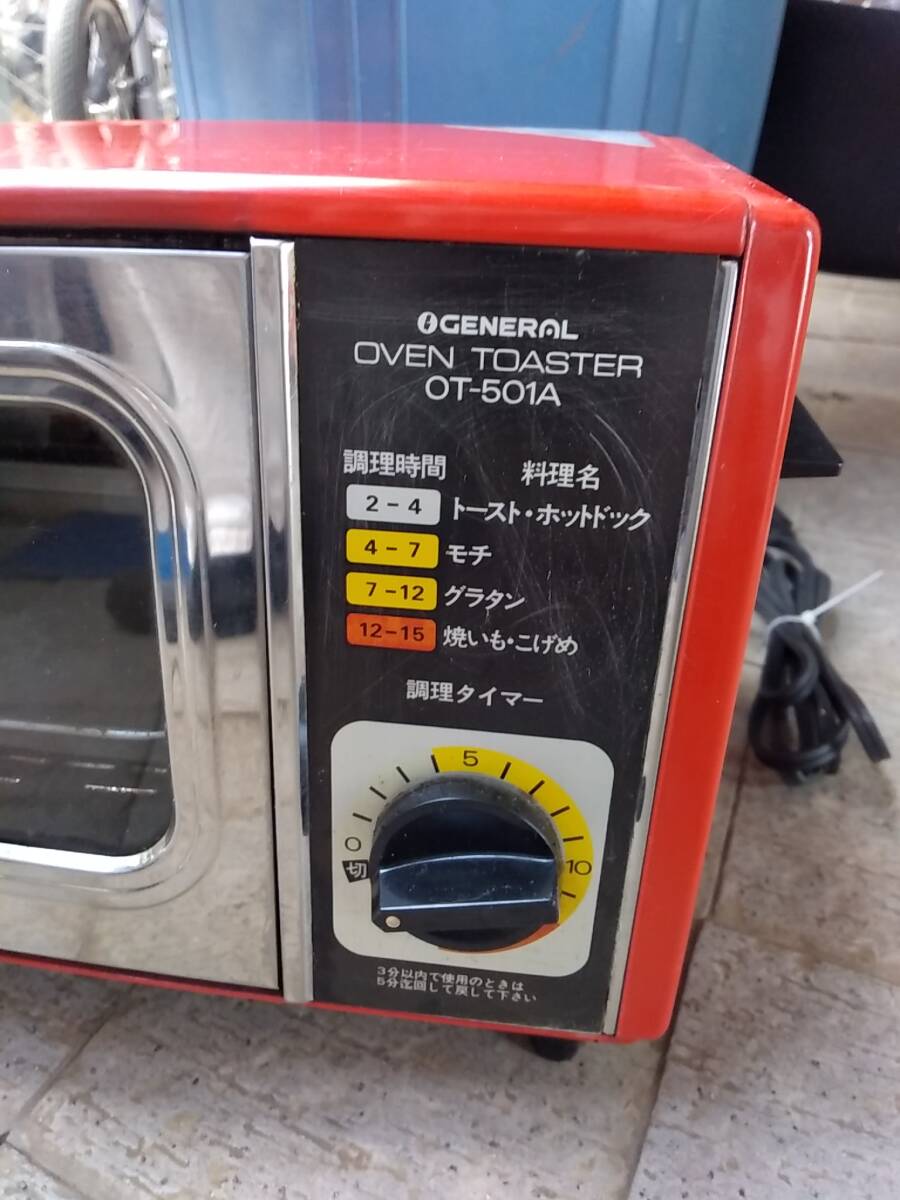 GENERAL
OVEN TOASTER
OT-501A
調理時間 料理名
2-4 トースト・ホットドック
4-7 モチ
7-12 グラタン
12-15 焼いも・こげめ
調理タイマー
5
0
切
10
3分以内で使用のときは
5分迄回して戻して下さい